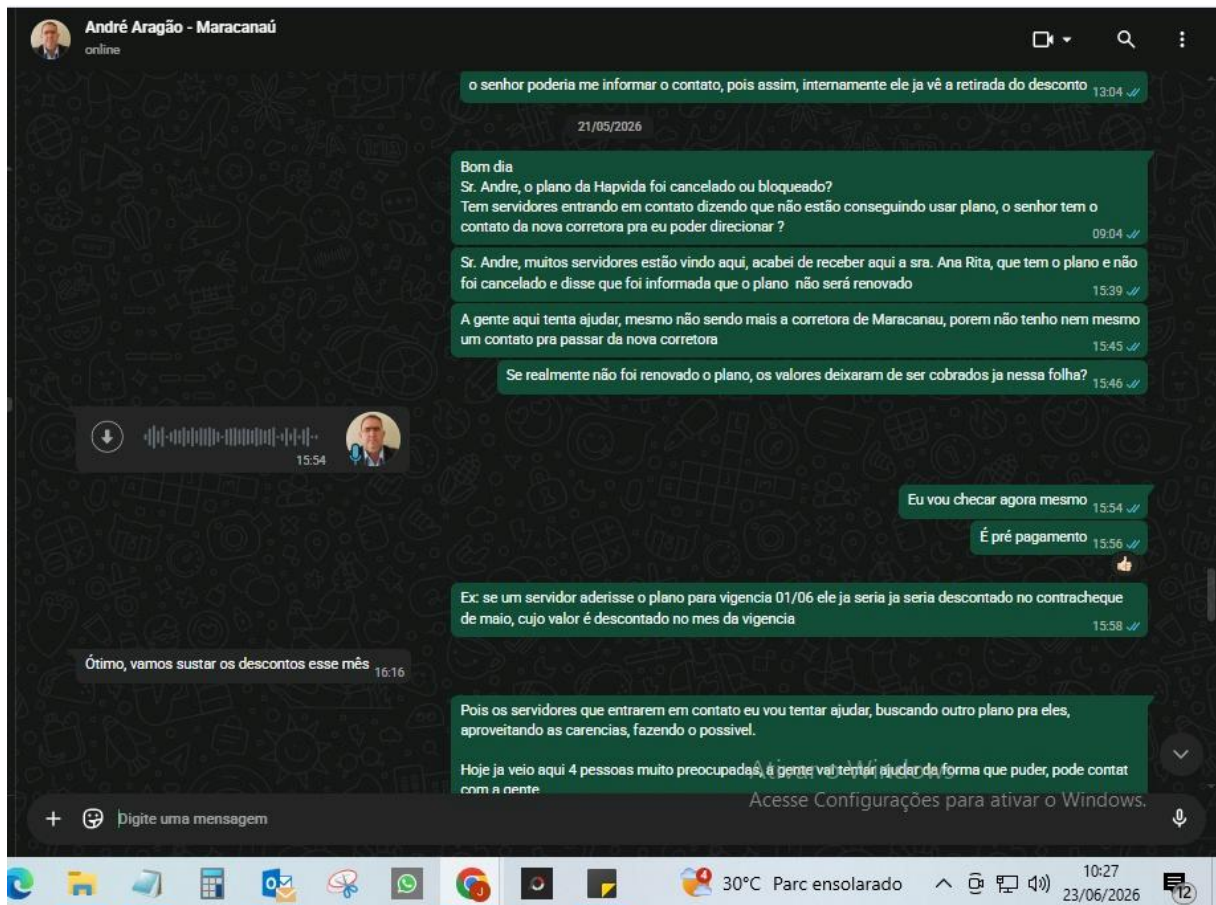 André Aragão - Maracanaú
online
o senhor poderia me informar o contato, pois assim, internamente ele ja vê a retirada do desconto 13:04
21/05/2026
Bom dia
Sr. Andre, o plano da Hapvida foi cancelado ou bloqueado?
Tem servidores entrando em contato dizendo que não estão conseguindo usar plano, o senhor tem o
contato da nova corretora pra eu poder direcionar ? 09:04
Sr. Andre, muitos servidores estão vindo aqui, acabei de receber aqui a sra. Ana Rita, que tem o plano e não
foi cancelado e disse que foi informada que o plano não será renovado 15:39
A gente aqui tenta ajudar, mesmo não sendo mais a corretora de Maracanau, porem não tenho nem mesmo
um contato pra passar da nova corretora 15:45
Se realmente não foi renovado o plano, os valores deixaram de ser cobrados ja nessa folha? 15:46
15:54
Eu vou checar agora mesmo 15:54
É pré pagamento 15:56
Ex: se um servidor aderisse o plano para vigencia 01/06 ele ja seria ja seria descontado no contracheque
de maio, cujo valor é descontado no mes da vigencia 15:58
Ótimo, vamos sustar os descontos esse mês 16:16
Pois os servidores que entrarem em contato eu vou tentar ajudar, buscando outro plano pra eles,
aproveitando as carencias, fazendo o possivel.
Hoje ja veio aqui 4 pessoas muito preocupadas, a gente vai tentar ajudar da forma que puder, pode contat
com a gente
Ativar o Windows
Acesse Configurações para ativar o Windows.
Digite uma mensagem
4
30°C Parc ensolarado
10:27
23/06/2026
12